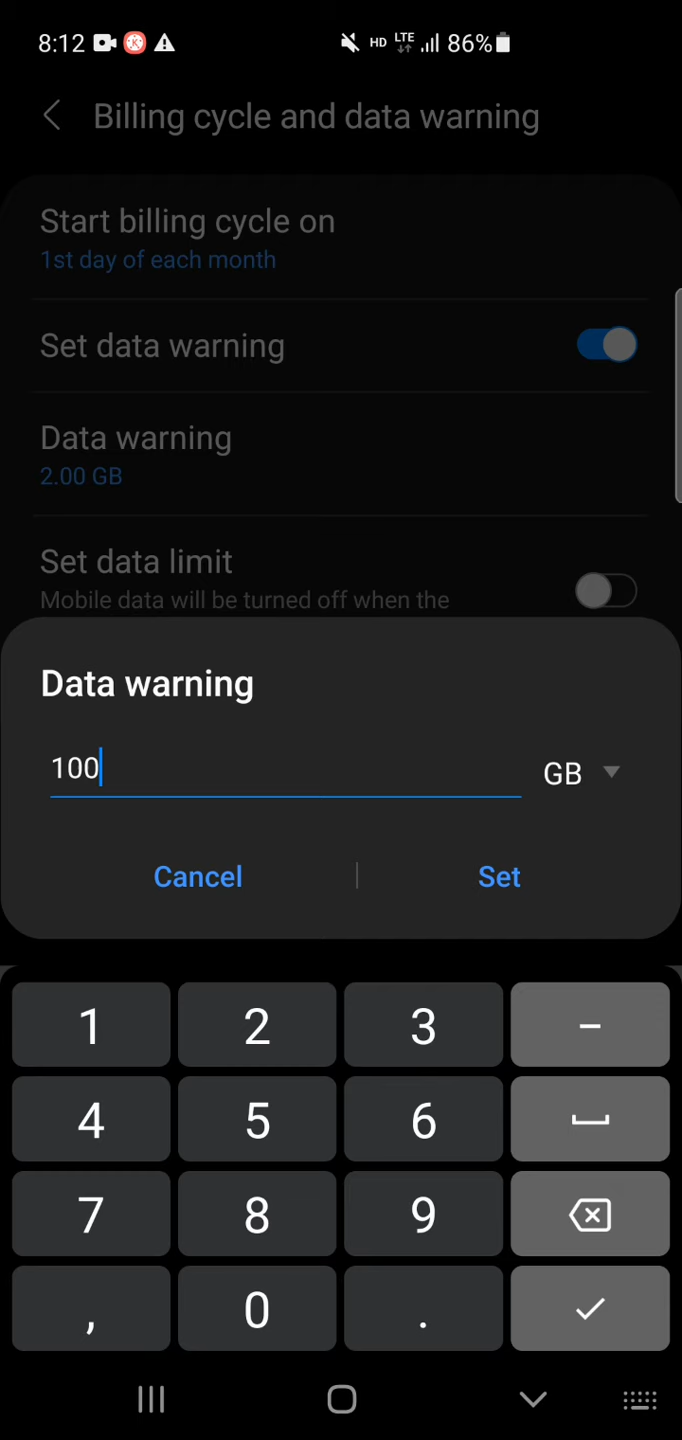 8:12 HD LTE 86%
Billing cycle and data warning
Start billing cycle on
1st day of each month
Set data warning
Data warning
2.00 GB
Set data limit
Mobile data will be turned off when the
Data warning
100 GB
Cancel Set
1 2 3 -
4 5 6
7 8 9
, 0 .